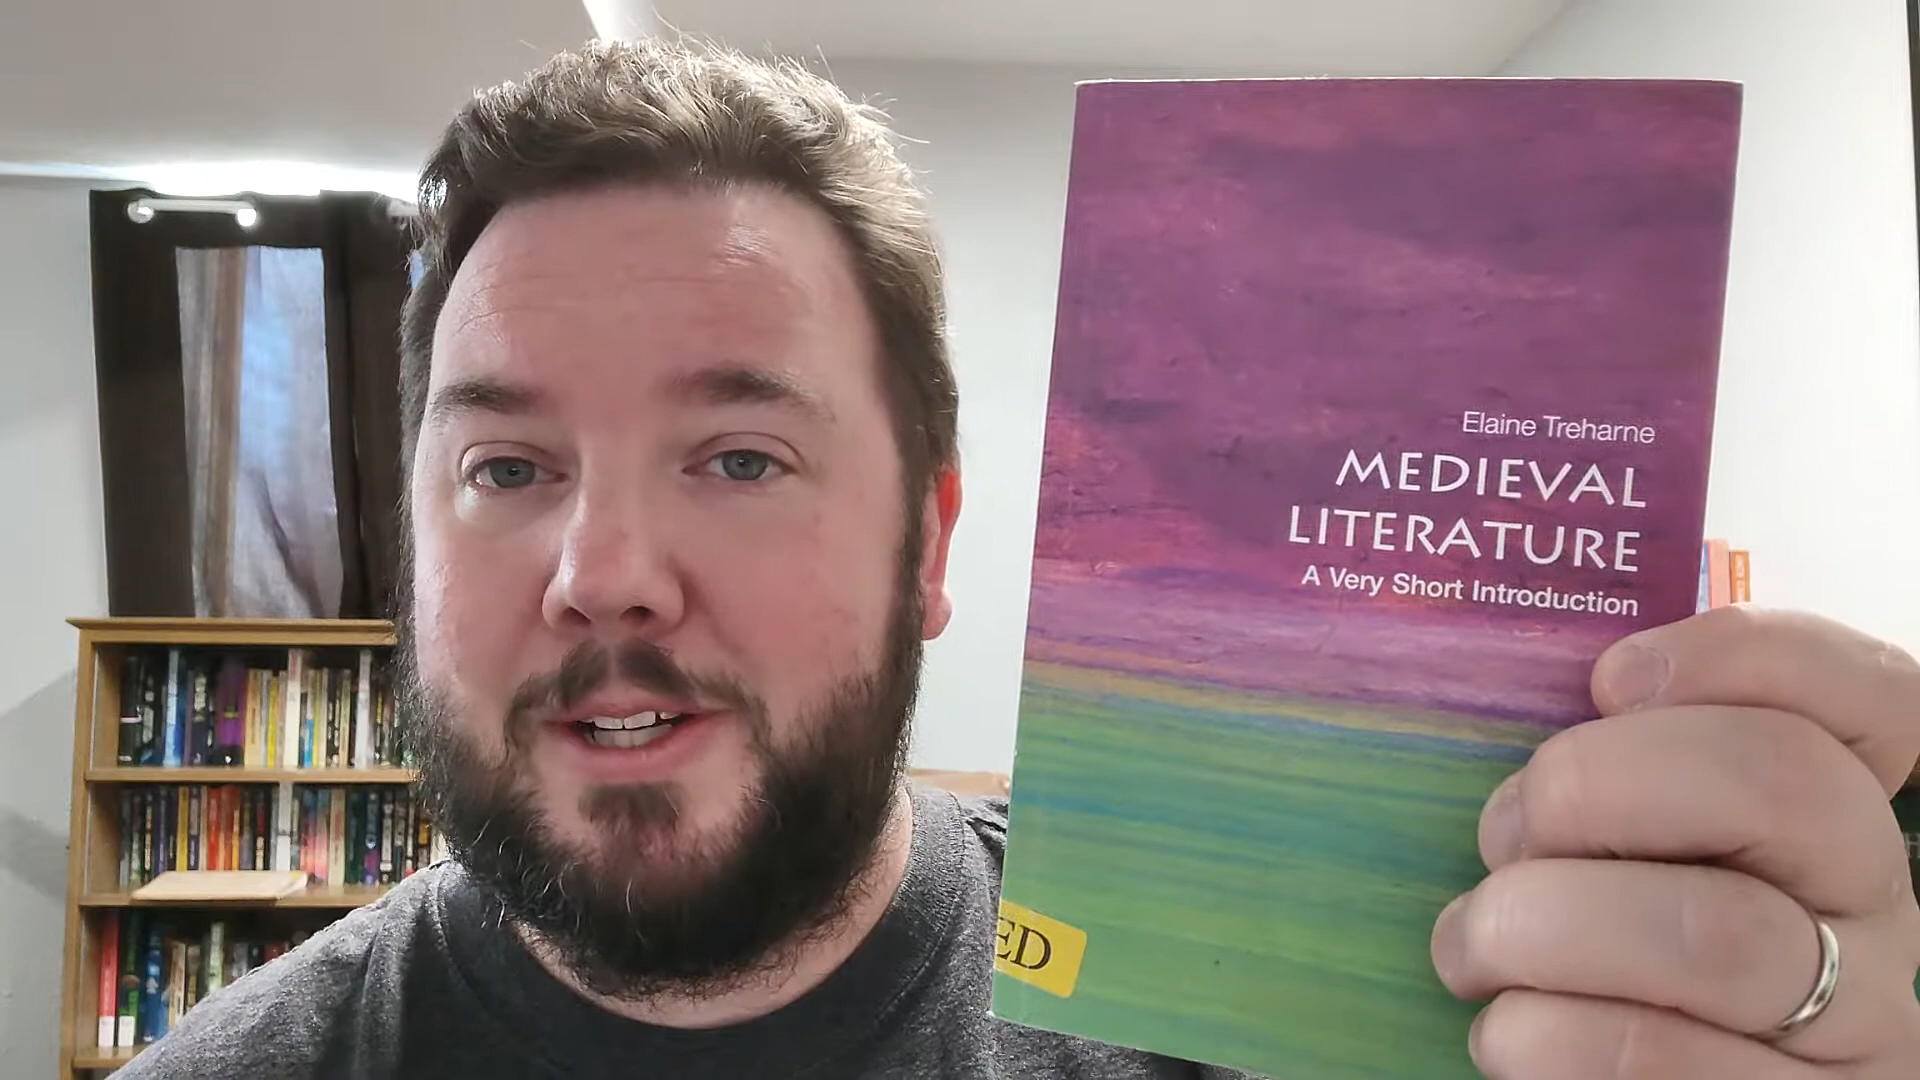 Elaine Treharne
MEDIEVAL
LITERATURE
A Very Short Introduction
ED